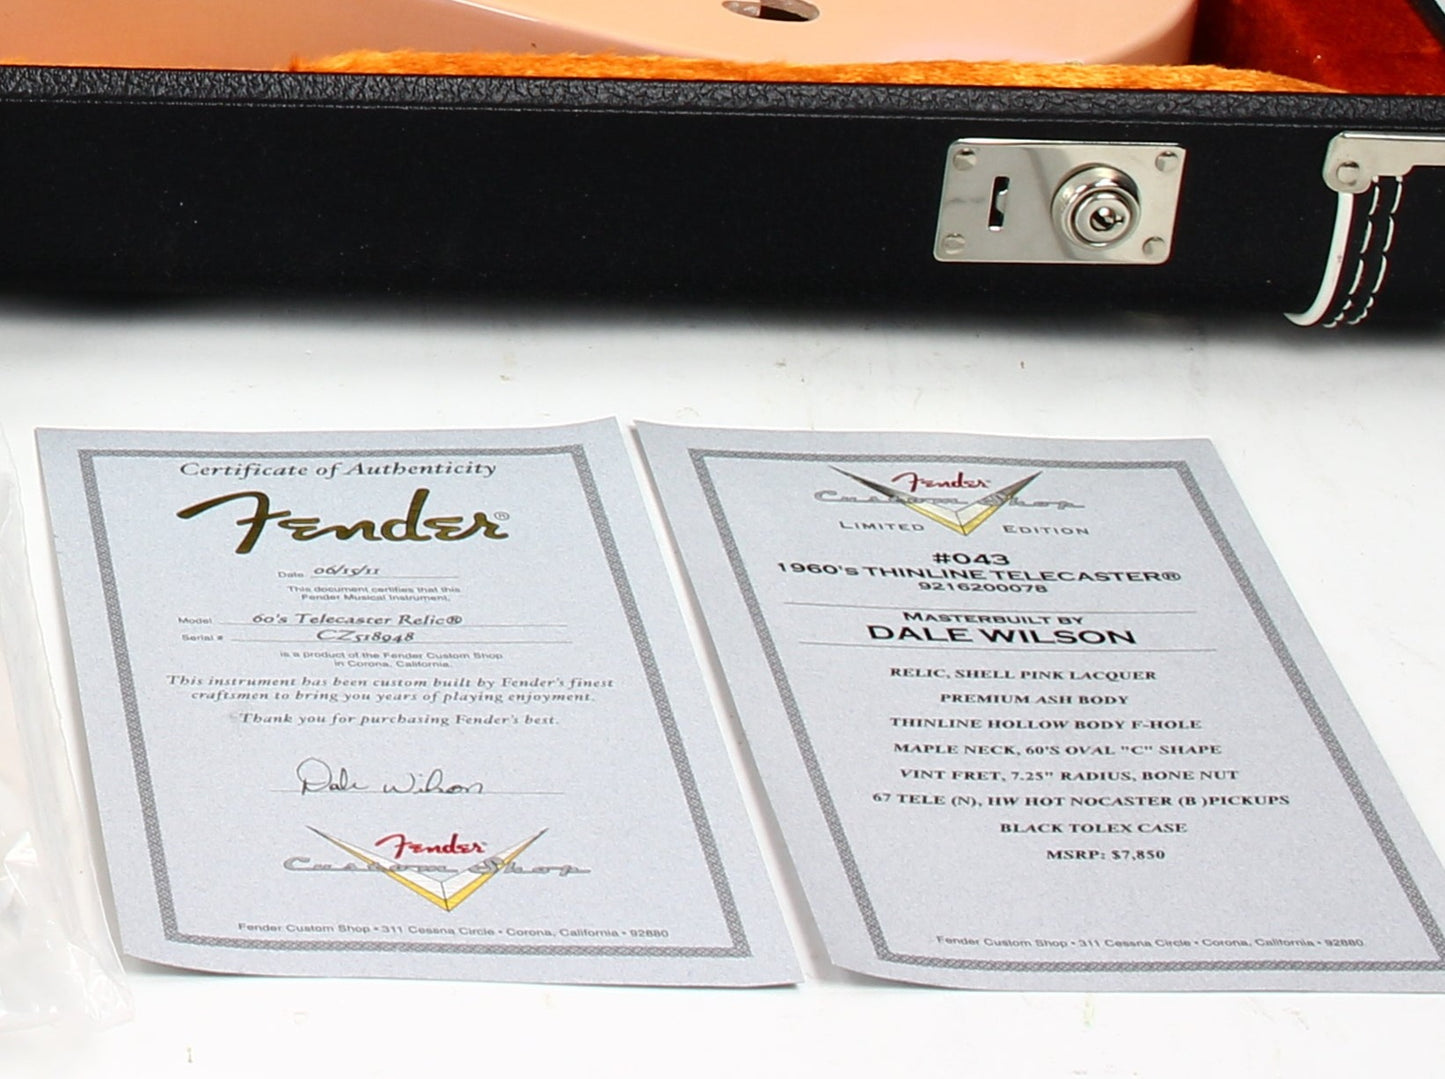 Certificate of Authenticity
Fender®
Date 06/15/11
This document certifies that this
Fender Musical Instrument.
Model 60's Telecaster Relic®
Serial # CZ518948
is a product of the Fender Custom Shop
in Corona, California.
This instrument has been custom built by Fender's finest
craftsmen to bring you years of playing enjoyment.
Thank you for purchasing Fender's best.
Dale Wilson
Fender®
Custom Shop
Fender Custom Shop • 311 Cessna Circle • Corona, California • 92880
Fender®
Custom Shop
LIMITED EDITION
#043
1960's THINLINE TELECASTER®
9216200078
MASTERBUILT BY
DALE WILSON
RELIC, SHELL PINK LACQUER
PREMIUM ASH BODY
THINLINE HOLLOW BODY F-HOLE
MAPLE NECK, 60'S OVAL "C" SHAPE
VINT FRET, 7.25" RADIUS, BONE NUT
67 TELE (N), HW HOT NOCASTER (B )PICKUPS
BLACK TOLEX CASE
MSRP: $7,850
Fender Custom Shop • 311 Cessna Circle • Corona, California • 92880